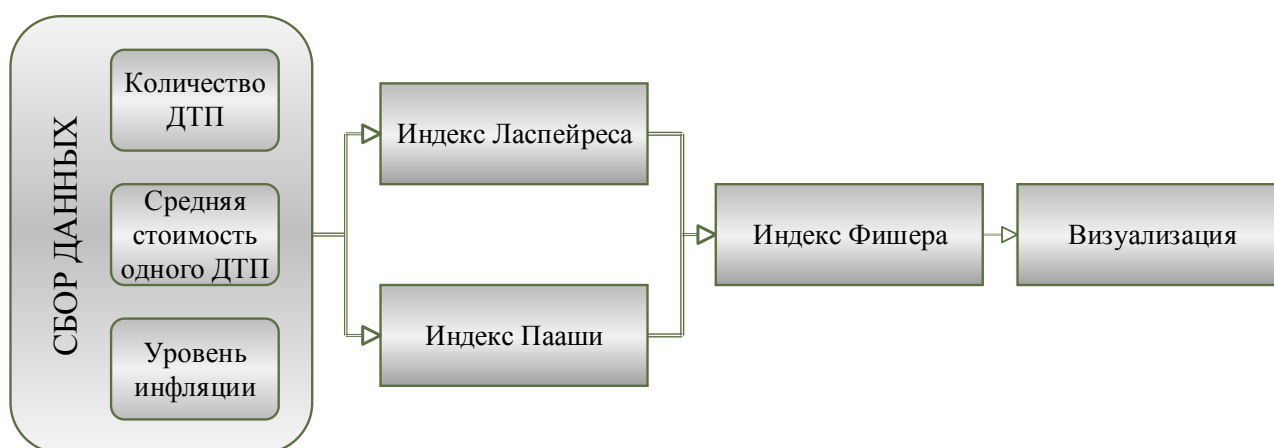 СБОР ДАННЫХ
Количество
ДТП
Средняя
стоимость
одного ДТП
Уровень
инфляции
Индекс Ласпейреса
Индекс Пааши
Индекс Фишера
Визуализация